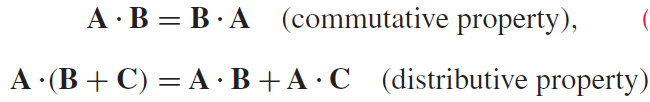 A · B = B · A (commutative property), (
A · (B + C) = A · B + A · C (distributive property)